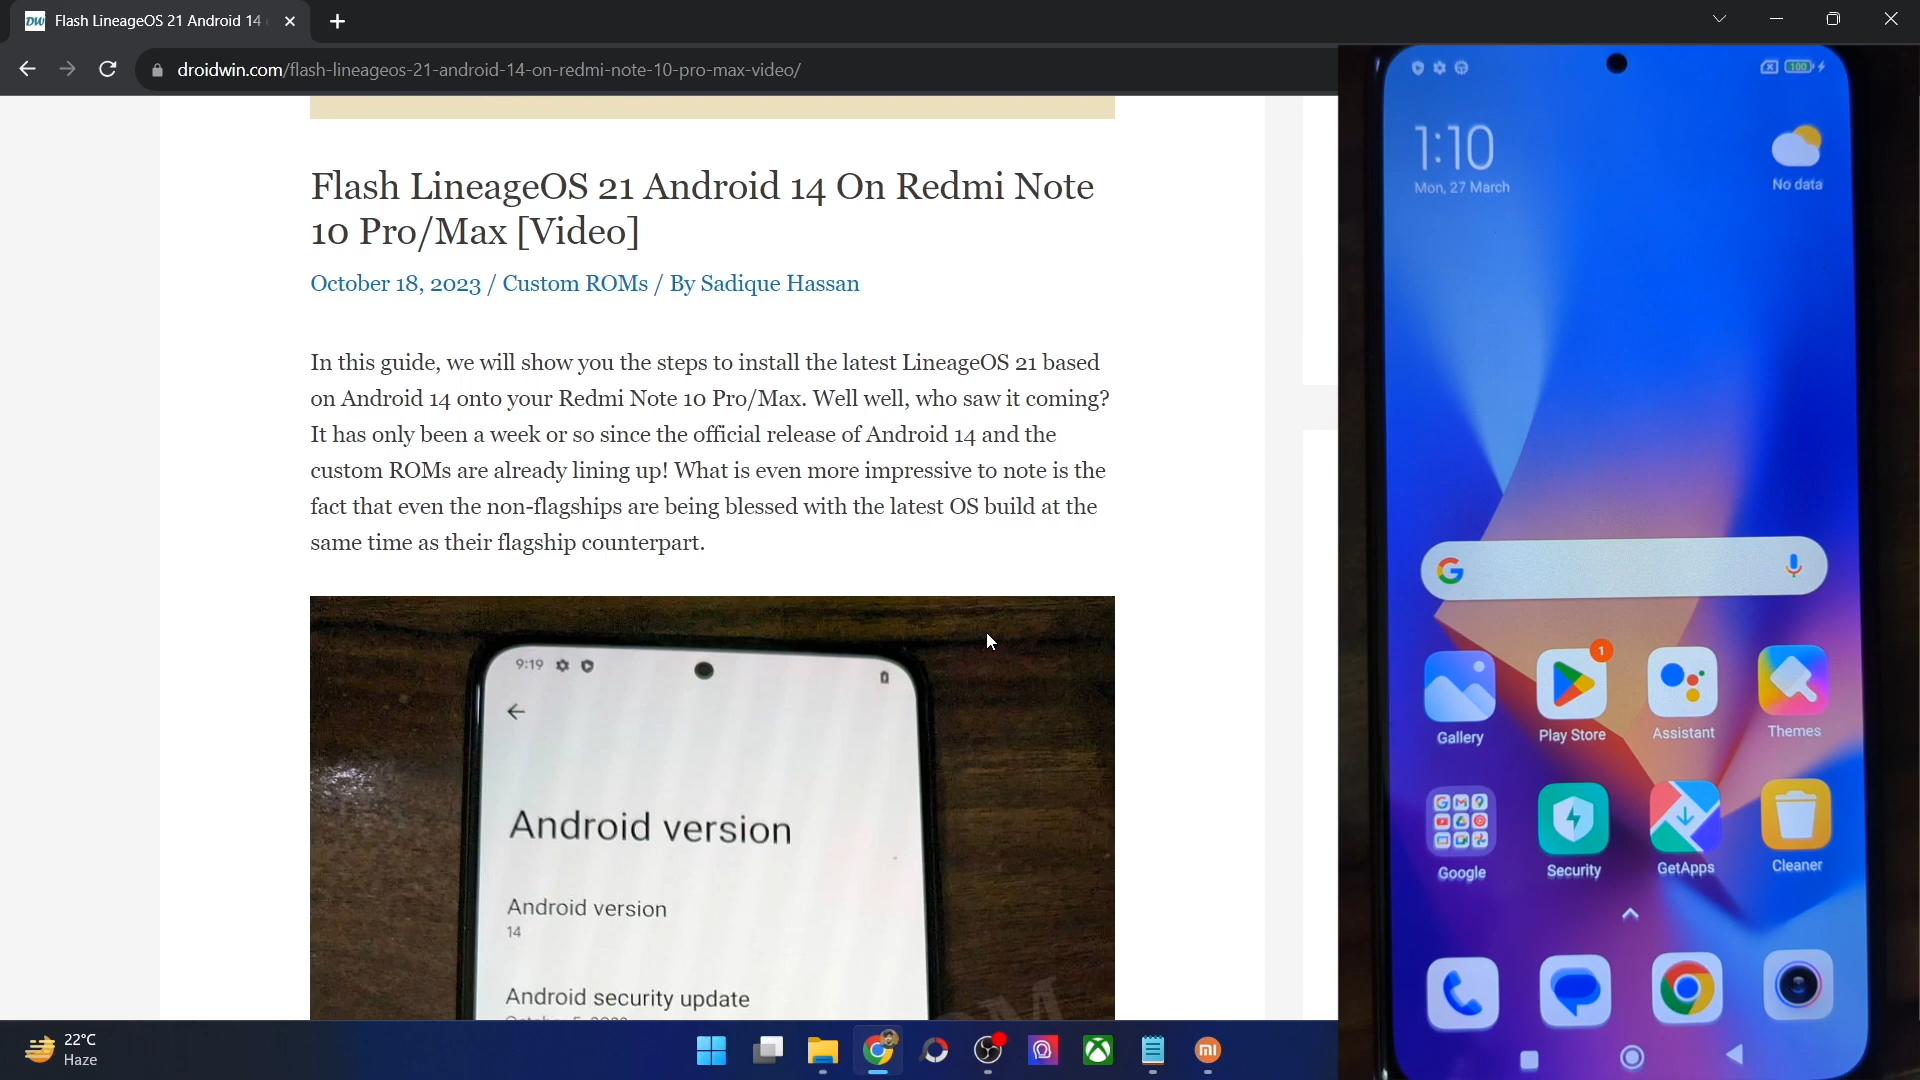 DW Flash LineageOS 21 Android 14
droidwin.com/flash-lineageos-21-android-14-on-redmi-note-10-pro-max-video/
Flash LineageOS 21 Android 14 On Redmi Note
10 Pro/Max [Video]
October 18, 2023 / Custom ROMs / By Sadique Hassan
In this guide, we will show you the steps to install the latest LineageOS 21 based
on Android 14 onto your Redmi Note 10 Pro/Max. Well well, who saw it coming?
It has only been a week or so since the official release of Android 14 and the
custom ROMs are already lining up! What is even more impressive to note is the
fact that even the non-flagships are being blessed with the latest OS build at the
same time as their flagship counterpart.
9:19
Android version
Android version
14
Android security update
100
1:10
Mon, 27 March
No data
1
Gallery
Play Store
Assistant
Themes
Google
Security
GetApps
Cleaner
22°C
Haze
mi